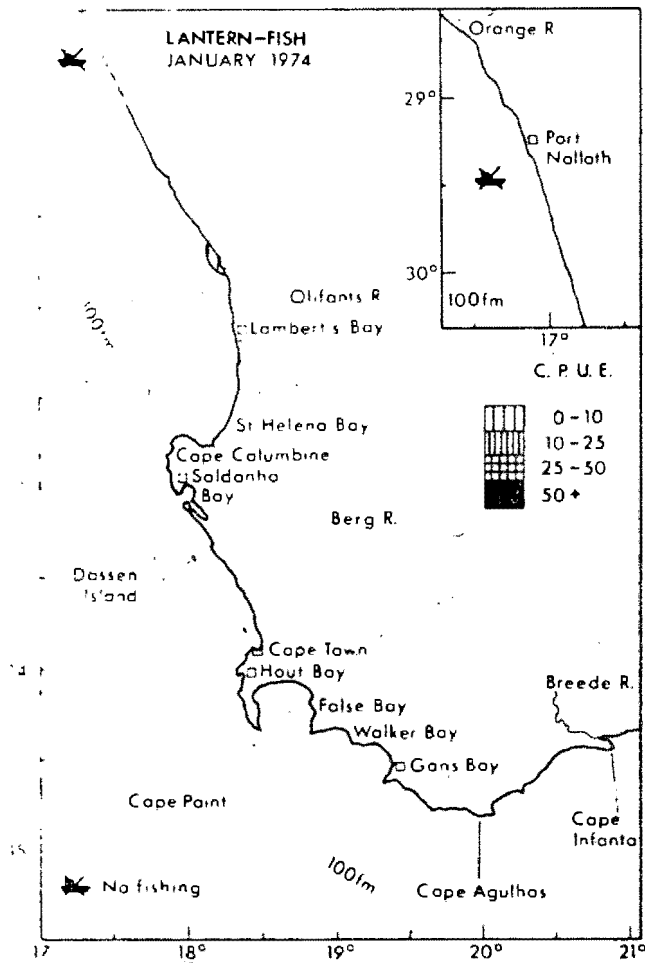 LANTERN-FISH
JANUARY 1974
Orange R
29°
Port
Nolloth
30°
100fm
17°
100fm
Olifants R
Lambert's Bay
C. P. U. E.
0-10
10-25
25-50
50+
St Helena Bay
Cape Columbine
Saldanha
Bay
Berg R.
Dassen
Island
Cape Town
Hout Bay
Breede R.
False Bay
Walker Bay
Gans Bay
Cape Point
Cape
Infanta
100fm
No fishing
Cape Agulhas
17
18°
19°
20°
21°